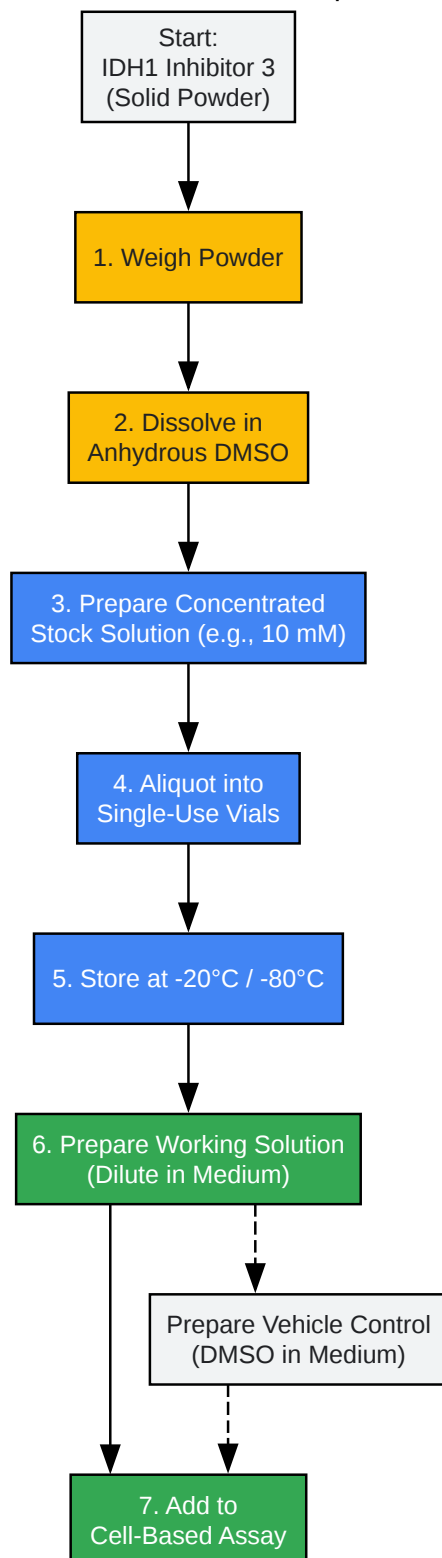 Start:
IDH1 Inhibitor 3
(Solid Powder)
1. Weigh Powder
2. Dissolve in
Anhydrous DMSO
3. Prepare Concentrated
Stock Solution (e.g., 10 mM)
4. Aliquot into
Single-Use Vials
5. Store at -20°C / -80°C
6. Prepare Working Solution
(Dilute in Medium)
Prepare Vehicle Control
(DMSO in Medium)
7. Add to
Cell-Based Assay